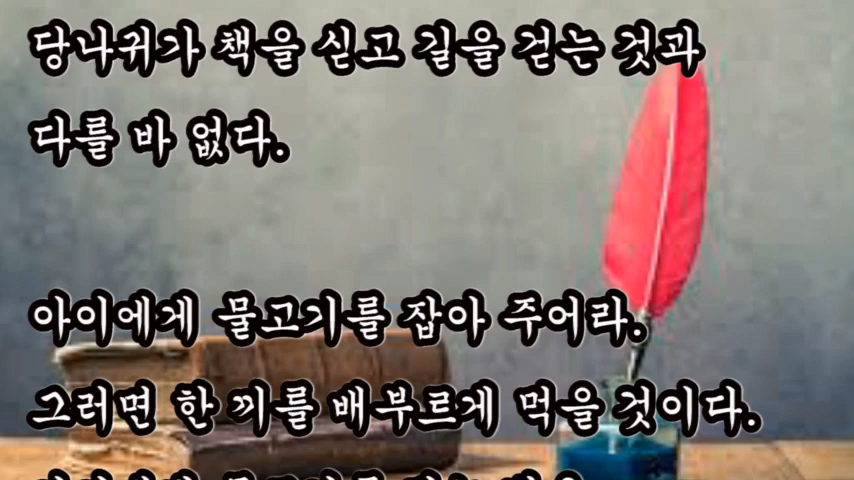 당나귀가 책을 싣고 길을 걷는 것과
다를 바 없다.
아이에게 물고기를 잡아 주어라.
그러면 한 끼를 배부르게 먹을 것이다.